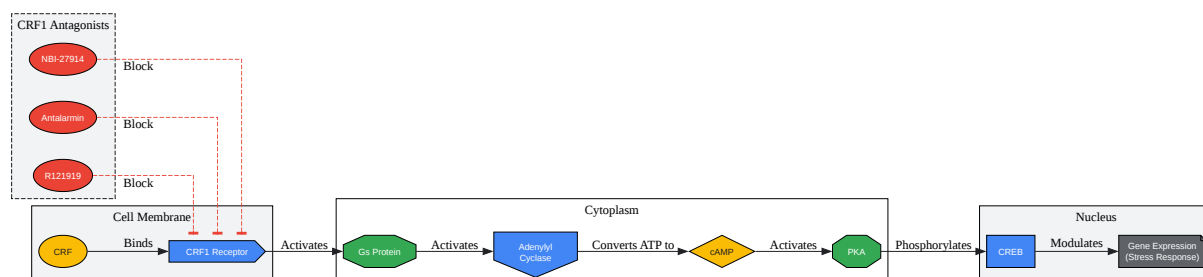 CRF1 Antagonists
NBI-27914
Block
Antalarmin
Block
R121919
Block
Cell Membrane
CRF
Binds
CRF1 Receptor
Activates
Cytoplasm
Gs Protein
Activates
Adenylyl
Cyclase
Converts ATP to
cAMP
Activates
PKA
Phosphorylates
Nucleus
CREB
Modulates
Gene Expression
(Stress Response)